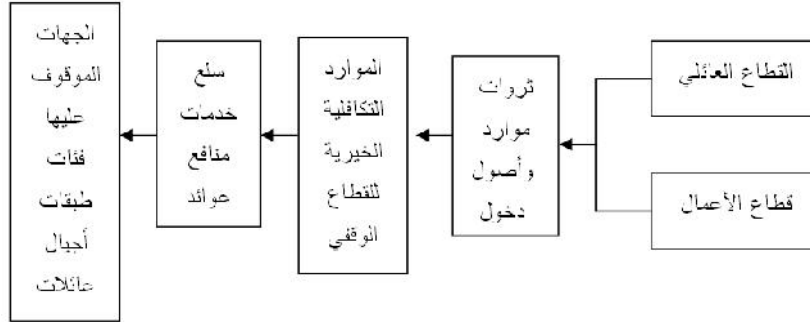 القطاع العائلي
قطاع الأعمال
ثروات
موارد
وأصول
دخول
الموارد
التكافلية
الخيرية
للقطاع
الوقفي
سلع
خدمات
منافع
عوائد
الجهات
الموقوف
عليها
فئات
طبقات
أجيال
عائلات